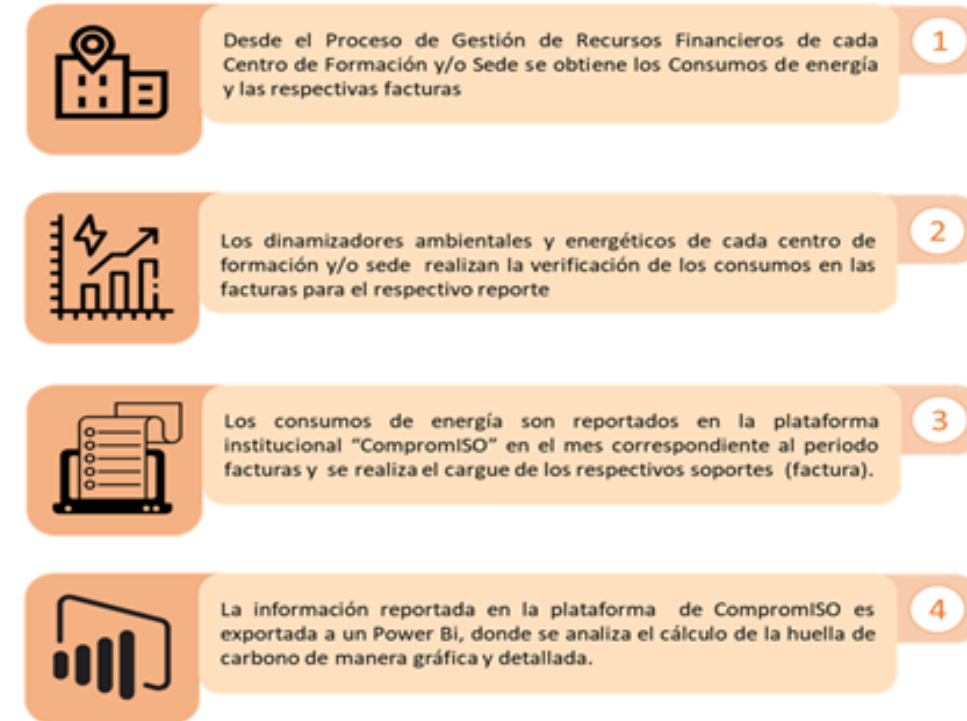 Desde el Proceso de Gestión de Recursos Financieros de cada
Centro de Formación y/o Sede se obtiene los Consumos de energía
y las respectivas facturas
1
Los dinamizadores ambientales y energéticos de cada centro de
formación y/o sede realizan la verificación de los consumos en las
facturas para el respectivo reporte
2
Los consumos de energía son reportados en la plataforma
institucional “CompromISO” en el mes correspondiente al periodo
facturas y se realiza el cargue de los respectivos soportes (factura).
3
La información reportada en la plataforma de CompromISO es
exportada a un Power Bi, donde se analiza el cálculo de la huella de
carbono de manera gráfica y detallada.
4